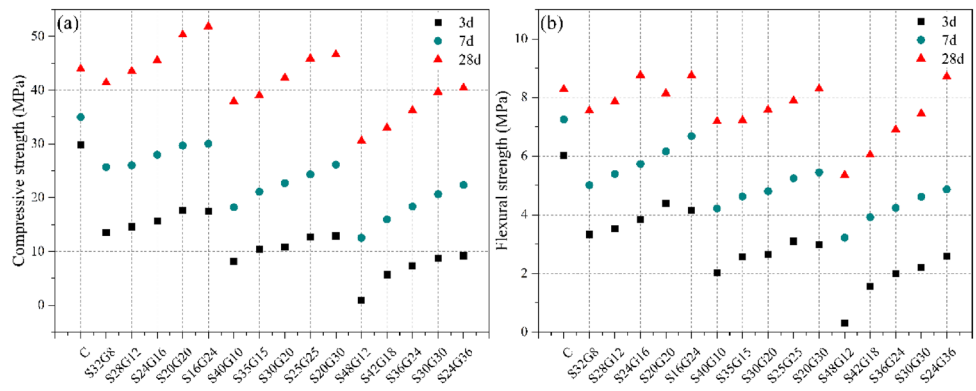 (a)
3d
7d
28d
Compressive strength (MPa)
50
40
30
20
10
0
C
S32G8
S28G12
S24G16
S20G20
S16G24
S40G10
S35G15
S30G20
S25G25
S20G30
S48G12
S42G18
S36G24
S30G30
S24G36
(b)
3d
7d
28d
Flexural strength (MPa)
10
8
6
4
2
0
C
S32G8
S28G12
S24G16
S20G20
S16G24
S40G10
S35G15
S30G20
S25G25
S20G30
S48G12
S42G18
S36G24
S30G30
S24G36